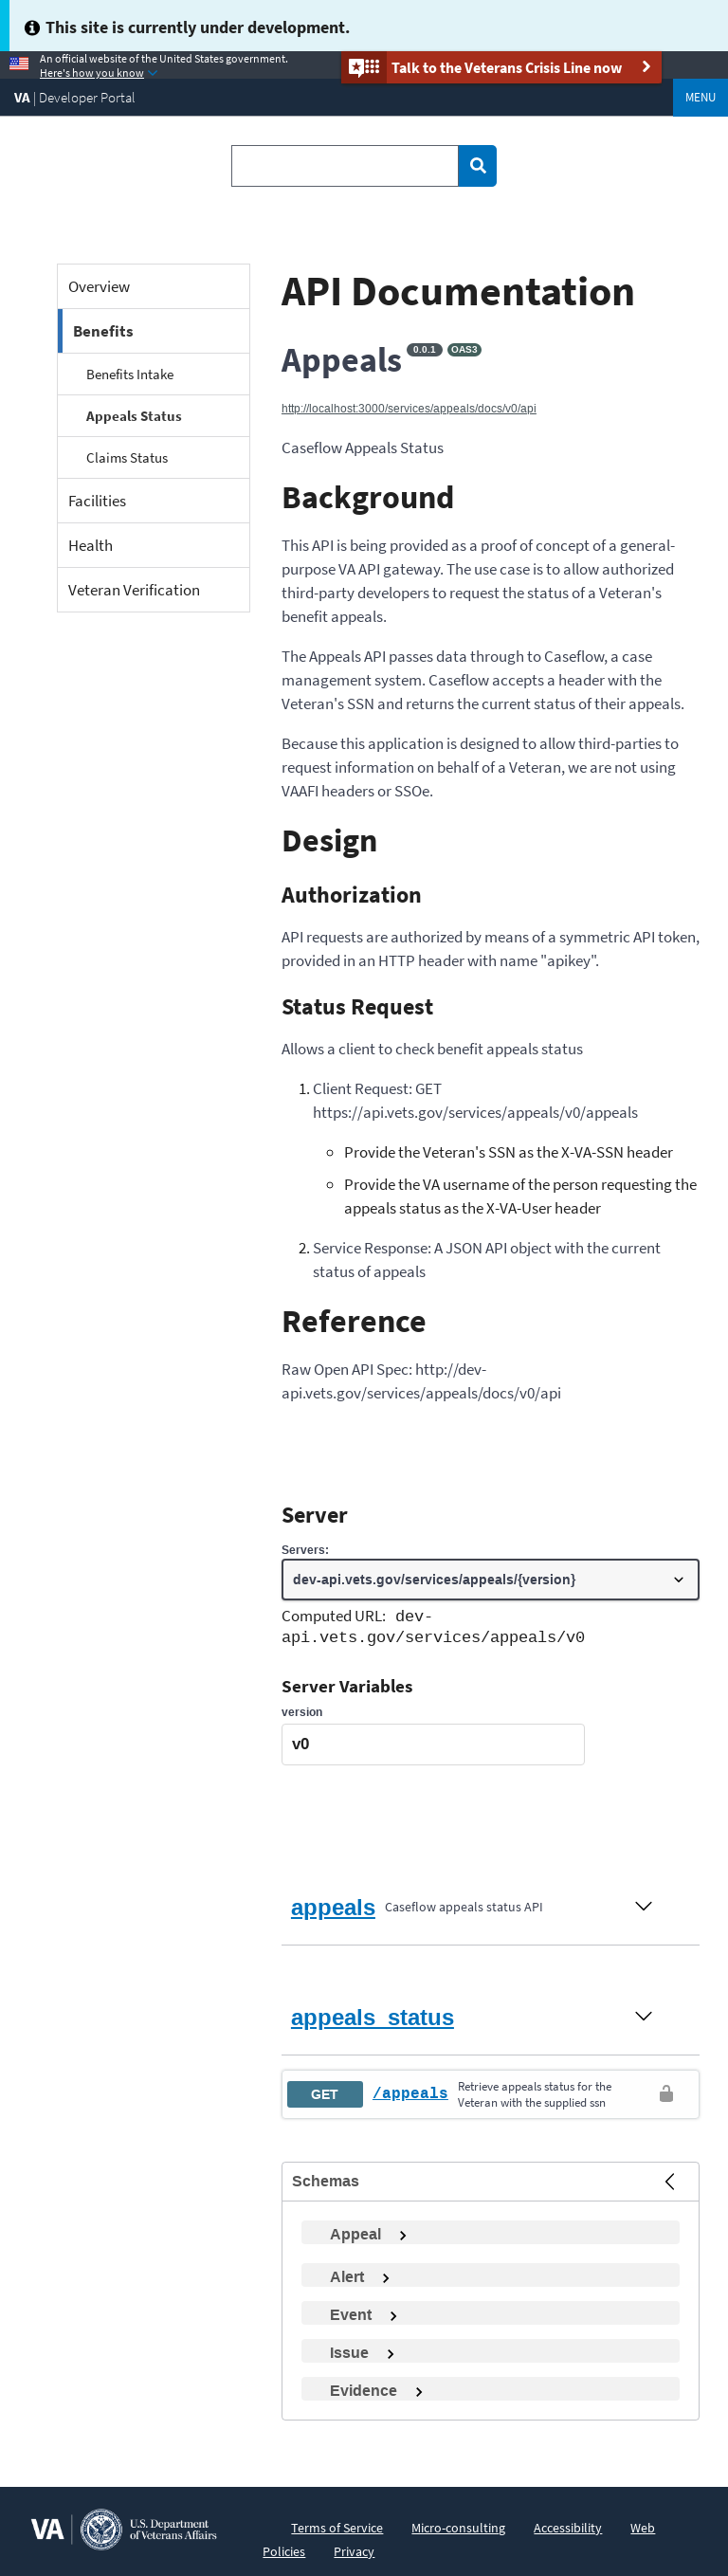 This site is currently under development.
An official website of the United States government.
Here's how you know
Talk to the Veterans Crisis Line now
VA | Developer Portal
MENU
Overview
Benefits
Benefits Intake
Appeals Status
Claims Status
Facilities
Health
Veteran Verification
API Documentation
Appeals 0.0.1 OAS3
http://localhost:3000/services/appeals/docs/v0/api
Caseflow Appeals Status
Background
This API is being provided as a proof of concept of a general-
purpose VA API gateway. The use case is to allow authorized
third-party developers to request the status of a Veteran's
benefit appeals.
The Appeals API passes data through to Caseflow, a case
management system. Caseflow accepts a header with the
Veteran's SSN and returns the current status of their appeals.
Because this application is designed to allow third-parties to
request information on behalf of a Veteran, we are not using
VAAFI headers or SSOe.
Design
Authorization
API requests are authorized by means of a symmetric API token,
provided in an HTTP header with name "apikey".
Status Request
Allows a client to check benefit appeals status
1. Client Request: GET
https://api.vets.gov/services/appeals/v0/appeals
Provide the Veteran's SSN as the X-VA-SSN header
Provide the VA username of the person requesting the
appeals status as the X-VA-User header
2. Service Response: A JSON API object with the current
status of appeals
Reference
Raw Open API Spec: http://dev-
api.vets.gov/services/appeals/docs/v0/api
Server
Servers:
dev-api.vets.gov/services/appeals/{version}
Computed URL: dev-
api.vets.gov/services/appeals/v0
Server Variables
version
v0
appeals Caseflow appeals status API
appeals_status
GET /appeals Retrieve appeals status for the
Veteran with the supplied ssn
Schemas
Appeal
Alert
Event
Issue
Evidence
VA U.S. Department
of Veterans Affairs
Terms of Service Micro-consulting Accessibility Web
Policies Privacy